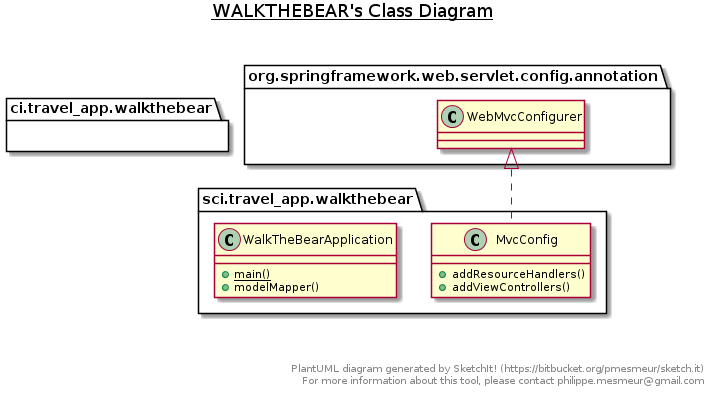 WALKTHEBEAR's Class Diagram
org.springframework.web.servlet.config.annotation
ci.travel_app.walkthebear
C WebMvcConfigurer
sci.travel_app.walkthebear
C WalkTheBearApplication
main()
modelMapper()
C MvcConfig
addResourceHandlers()
addViewControllers()
PlantUML diagram generated by SketchIt! (https://bitbucket.org/pmesmeur/sketch.it)
For more information about this tool, please contact philippe.mesmeur@gmail.com